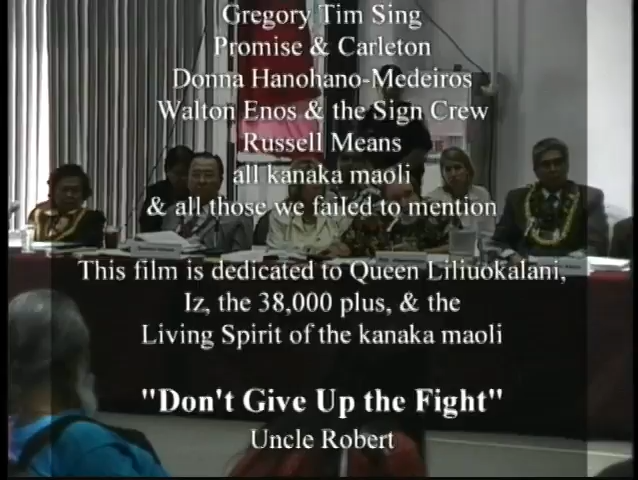 Gregory Tim Sing
Promise & Carleton
Donna Hanohano-Medeiros
Walton Enos & the Sign Crew
Russell Means
all kanaka maoli
& all those we failed to mention
This film is dedicated to Queen Liliuokalani,
Iz, the 38,000 plus, & the
Living Spirit of the kanaka maoli
"Don't Give Up the Fight"
Uncle Robert